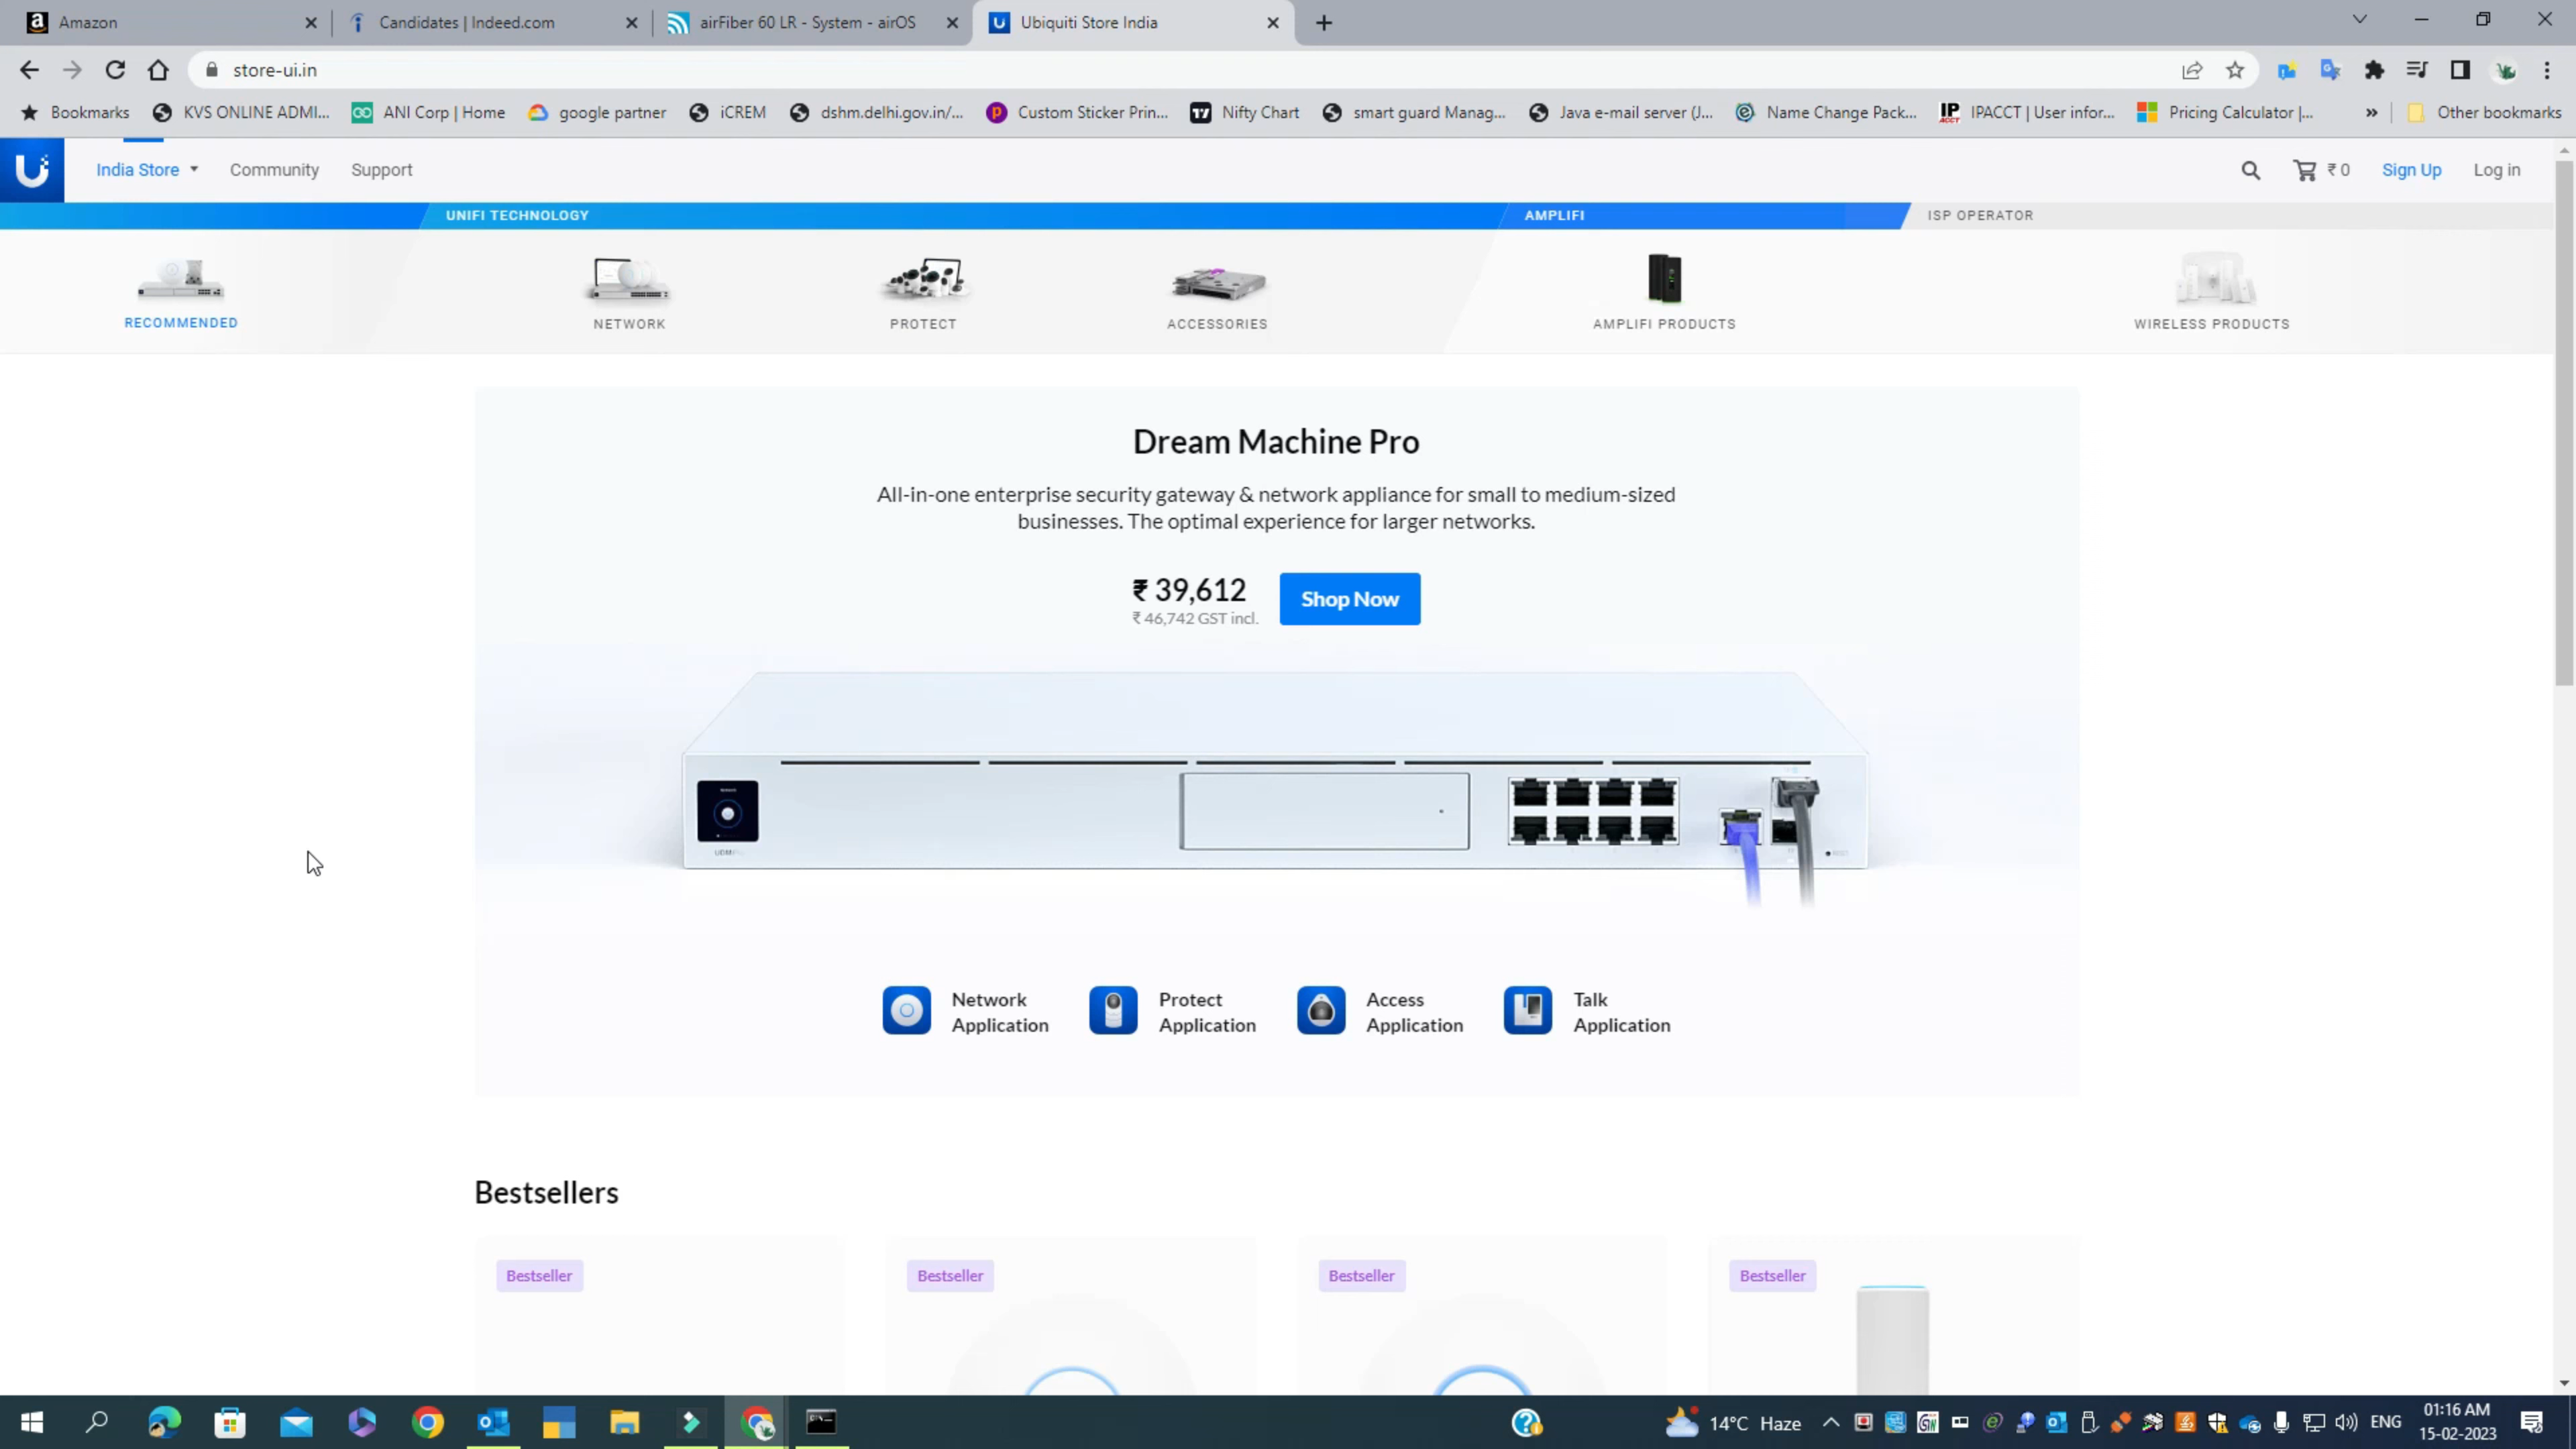 Amazon
Candidates | Indeed.com
airFiber 60 LR - System - airOS
Ubiquiti Store India
store-ui.in
Bookmarks
KVS ONLINE ADMI...
ANI Corp | Home
google partner
iCREM
dshm.delhi.gov.in/...
Custom Sticker Prin...
Nifty Chart
smart guard Manag...
Java e-mail server (J...
Name Change Pack...
IPACCT | User infor...
Pricing Calculator |...
»
Other bookmarks
India Store
Community
Support
₹ 0
Sign Up
Log in
UNIFI TECHNOLOGY
AMPLIFI
ISP OPERATOR
RECOMMENDED
NETWORK
PROTECT
ACCESSORIES
AMPLIFI PRODUCTS
WIRELESS PRODUCTS
Dream Machine Pro
All-in-one enterprise security gateway & network appliance for small to medium-sized
businesses. The optimal experience for larger networks.
₹ 39,612
₹ 46,742 GST incl.
Shop Now
Network
Application
Protect
Application
Access
Application
Talk
Application
Bestsellers
Bestseller
Bestseller
Bestseller
Bestseller
14°C Haze
ENG
01:16 AM
15-02-2023